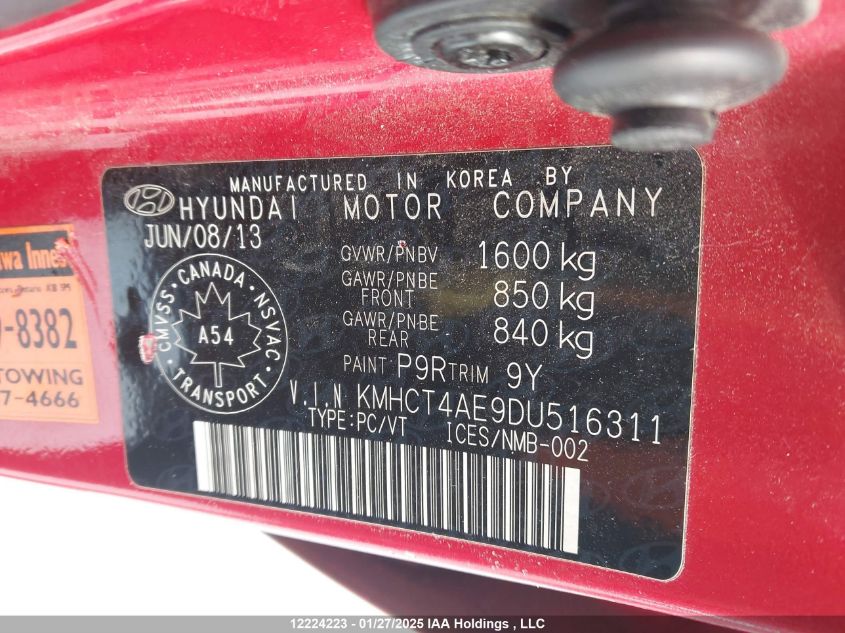 MANUFACTURED IN KOREA BY
HYUNDAI MOTOR COMPANY
JUN/08/13
GVWR/PNBV 1600 kg
GAWR/PNBE FRONT 850 kg
GAWR/PNBE REAR 840 kg
CMVSS · CANADA · NSVAC
A54
TRANSPORT
PAINT P9R TRIM 9Y
V.I.N KMHCT4AE9DU516311
TYPE:PC/VT ICES/NMB-002
Innes
-8382
TOWING
7-4666
12224223 - 01/27/2025 IAA Holdings , LLC